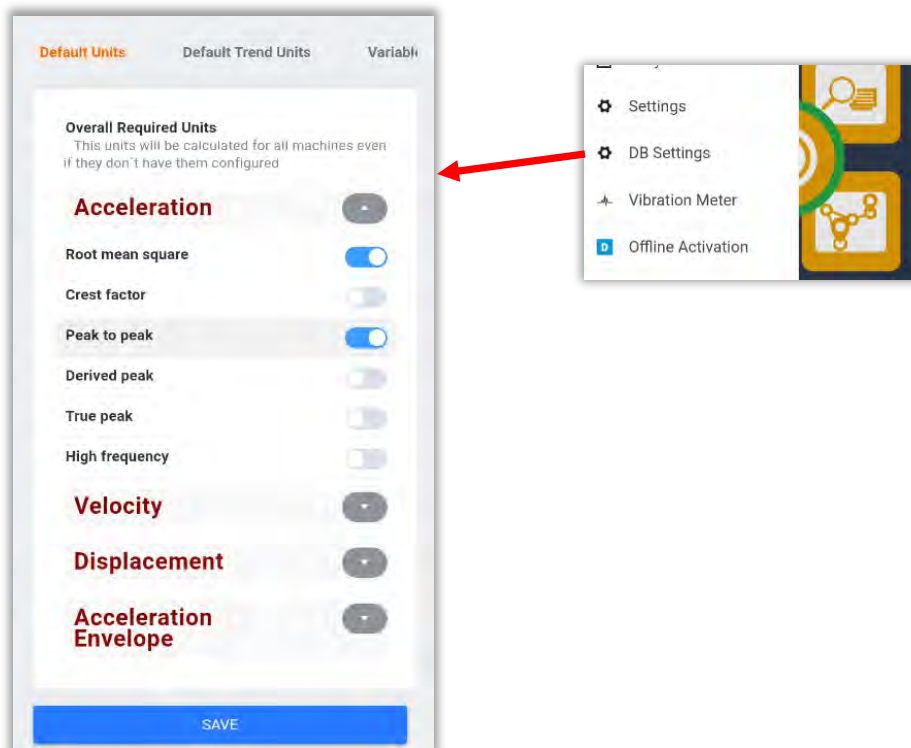 Default Units Default Trend Units Variable
Overall Required Units
This units will be calculated for all machines even
if they don´t have them configured
Acceleration
Root mean square
Crest factor
Peak to peak
Derived peak
True peak
High frequency
Velocity
Displacement
Acceleration
Envelope
SAVE
Settings
DB Settings
Vibration Meter
D Offline Activation